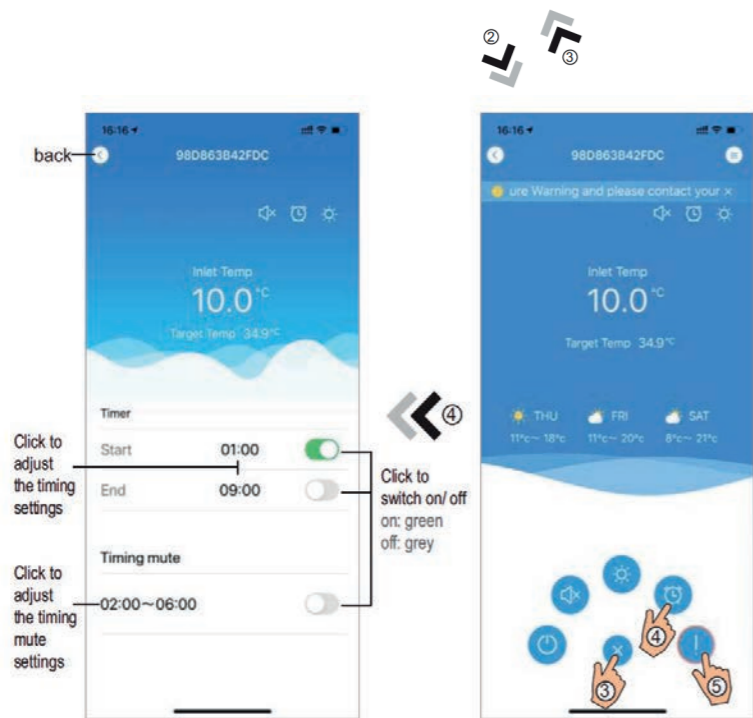 ②
③
16:16
back
98D863B42FDC
Inlet Temp
10.0°C
Target Temp 34.9°C
Timer
Start 01:00
End 09:00
Timing mute
02:00～06:00
Click to
adjust
the timing
settings
Click to
adjust
the timing
mute
settings
④
Click to
switch on/ off
on: green
off: grey
16:16
98D863B42FDC
ure Warning and please contact your ×
Inlet Temp
10.0°C
Target Temp 34.9°C
THU FRI SAT
11°c～ 18°c 11°c～ 20°c 8°c～ 21°c
④
③
⑤